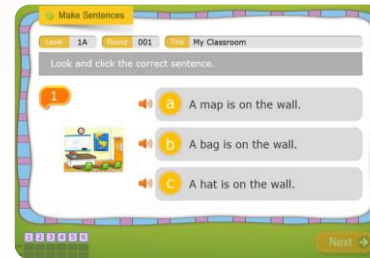 Make Sentences
Level 1A Round 001 Title My Classroom
Look and click the correct sentence.
1
a A map is on the wall.
b A bag is on the wall.
c A hat is on the wall.
1 2 3 4 5 6
Next